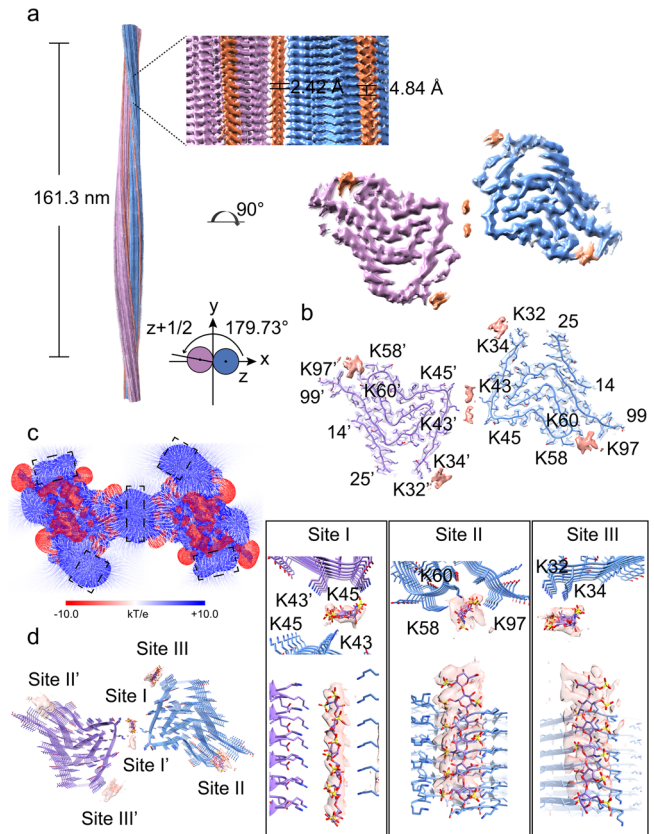 a
2.42 Å
4.84 Å
161.3 nm
90°
y
z+1/2
179.73°
x
z
b
K32
25
K34
K58'
K97'
K45'
K43
99'
K60'
14
K43'
K60
99
14'
K45
K34'
K58
K97
25'
K32'
c
-10.0
kT/e
+10.0
d
Site III
Site II'
Site I
Site I'
Site II
Site III'
Site I
K43'
K45'
K45
K43
Site II
K60
K58
K97
Site III
K32
K34